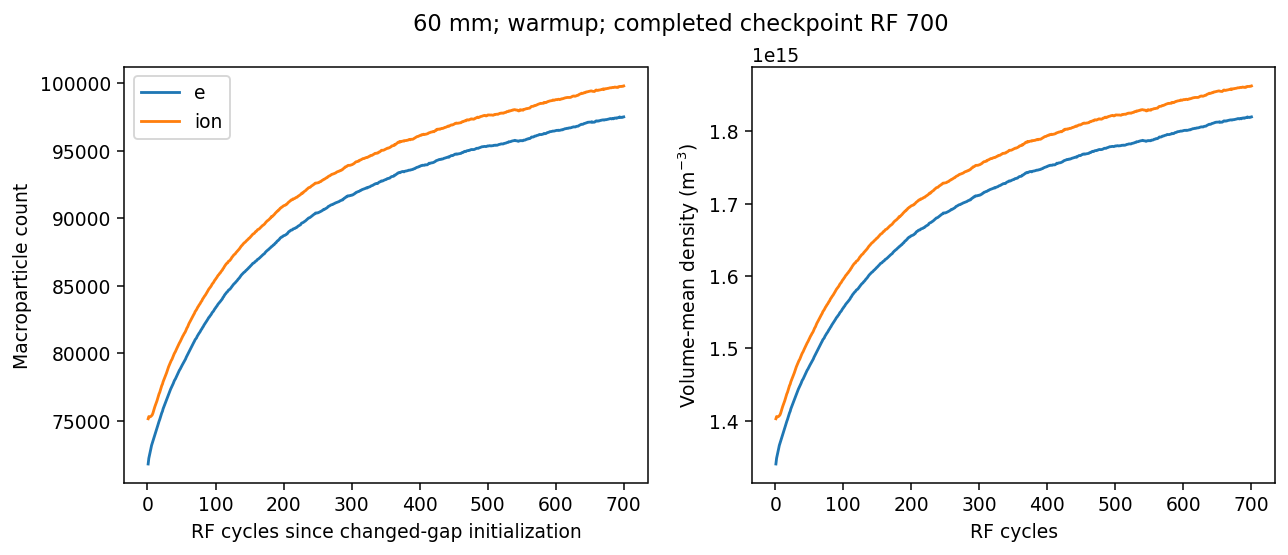 60 mm; warmup; completed checkpoint RF 700
1e15
e
ion
100000
95000
90000
85000
80000
75000
Macroparticle count
0 100 200 300 400 500 600 700
RF cycles since changed-gap initialization
1.8
1.7
1.6
1.5
1.4
Volume-mean density (m⁻³)
0 100 200 300 400 500 600 700
RF cycles